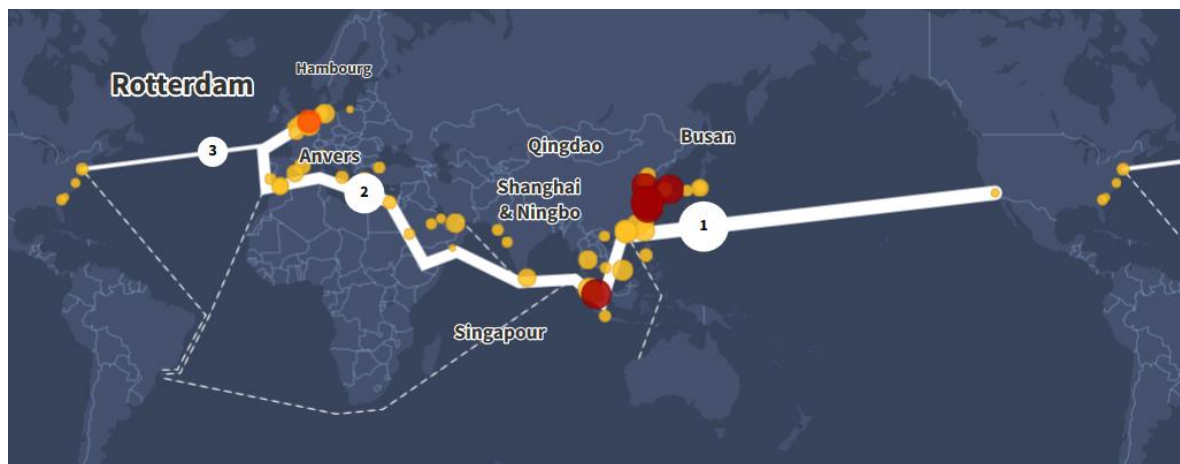 Hambourg
Rotterdam
3
Anvers
2
Qingdao
Busan
Shanghai
& Ningbo
1
Singapour